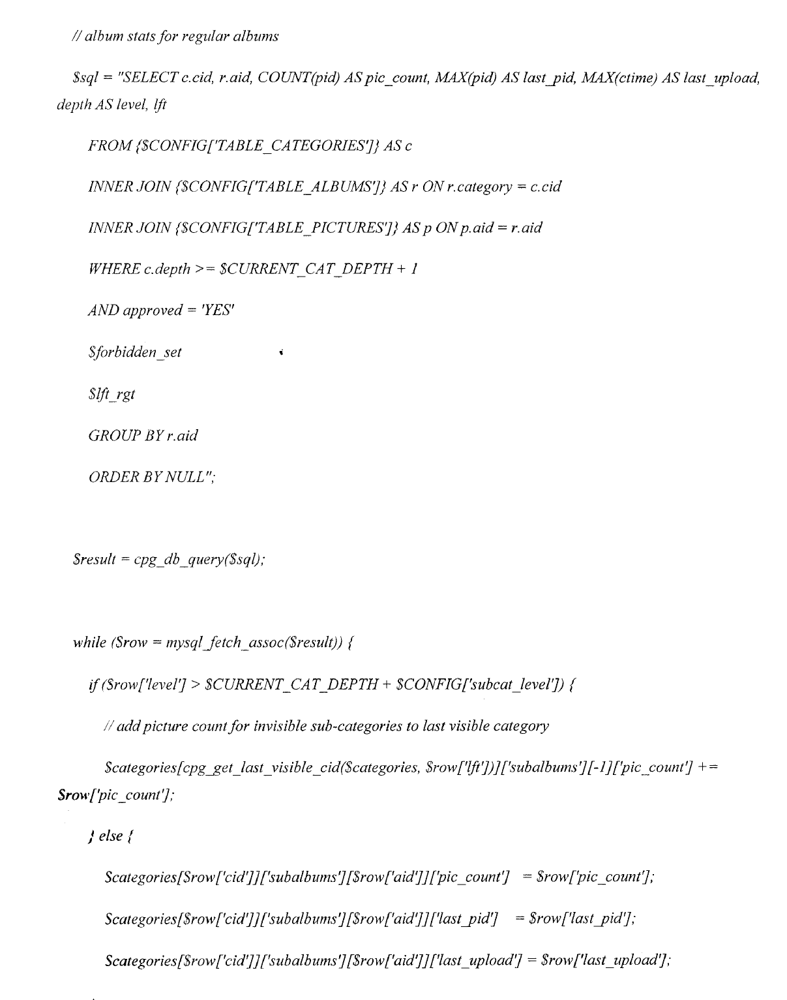 // album stats for regular albums
$sql = "SELECT c.cid, r.aid, COUNT(pid) AS pic_count, MAX(pid) AS last_pid, MAX(ctime) AS last_upload,
depth AS level, lft
FROM {$CONFIG['TABLE_CATEGORIES']} AS c
INNER JOIN {$CONFIG['TABLE_ALBUMS']} AS r ON r.category = c.cid
INNER JOIN {$CONFIG['TABLE_PICTURES']} AS p ON p.aid = r.aid
WHERE c.depth >= $CURRENT_CAT_DEPTH + 1
AND approved = 'YES'
$forbidden_set
$lft_rgt
GROUP BY r.aid
ORDER BY NULL";
$result = cpg_db_query($sql);
while ($row = mysql_fetch_assoc($result)) {
if ($row['level'] > $CURRENT_CAT_DEPTH + $CONFIG['subcat_level']) {
// add picture count for invisible sub-categories to last visible category
$categories[cpg_get_last_visible_cid($categories, $row['lft'])]['subalbums'][-1]['pic_count'] +=
$row['pic_count'];
} else {
$categories[$row['cid']]['subalbums'][$row['aid']]['pic_count'] = $row['pic_count'];
$categories[$row['cid']]['subalbums'][$row['aid']]['last_pid'] = $row['last_pid'];
$categories[$row['cid']]['subalbums'][$row['aid']]['last_upload'] = $row['last_upload'];